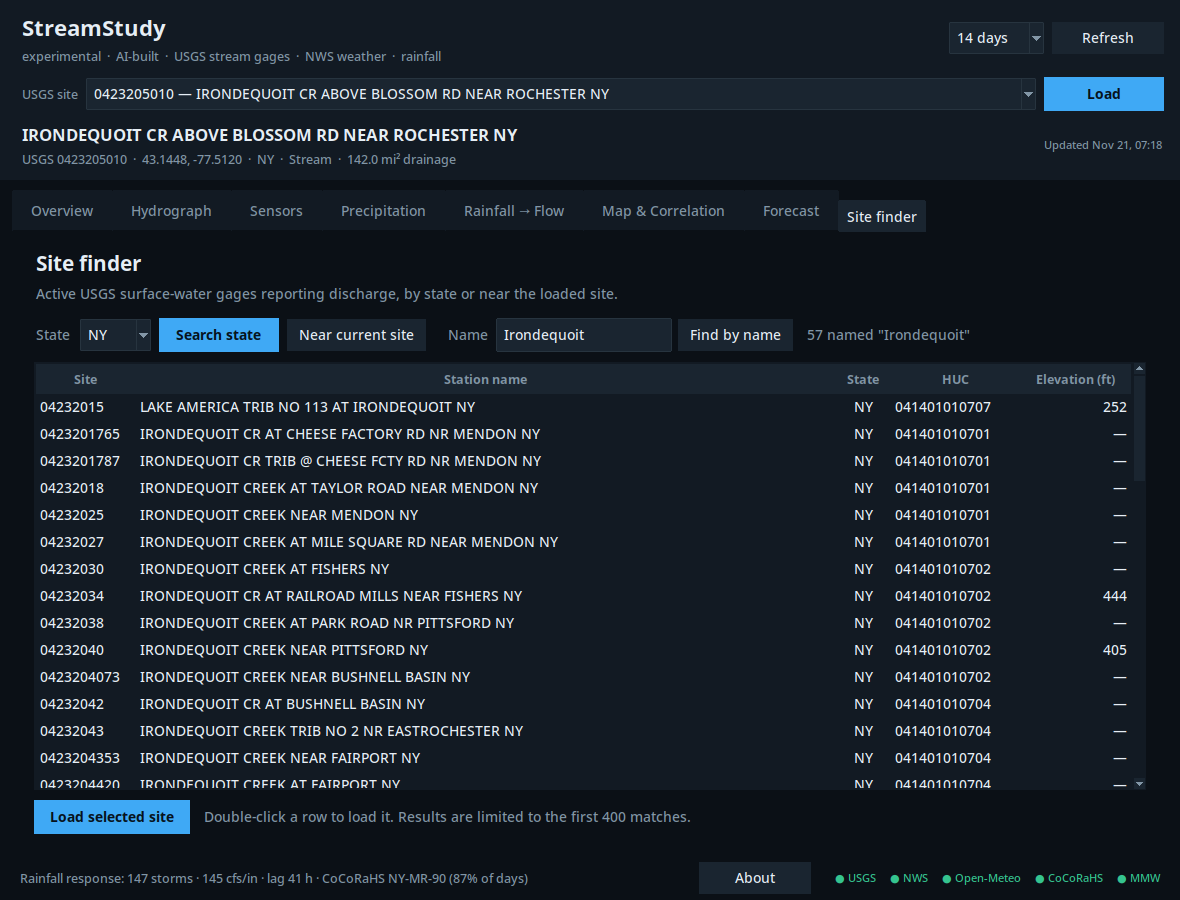 StreamStudy
experimental · AI-built · USGS stream gages · NWS weather · rainfall
14 days
Refresh
USGS site
0423205010 — IRONDEQUOIT CR ABOVE BLOSSOM RD NEAR ROCHESTER NY
Load
IRONDEQUOIT CR ABOVE BLOSSOM RD NEAR ROCHESTER NY
USGS 0423205010 · 43.1448, -77.5120 · NY · Stream · 142.0 mi² drainage
Updated Nov 21, 07:18
Overview Hydrograph Sensors Precipitation Rainfall → Flow Map & Correlation Forecast Site finder
Site finder
Active USGS surface-water gages reporting discharge, by state or near the loaded site.
State NY Search state Near current site Name Irondequoit Find by name 57 named "Irondequoit"
Site Station name State HUC Elevation (ft)
04232015 LAKE AMERICA TRIB NO 113 AT IRONDEQUOIT NY NY 041401010707 252
0423201765 IRONDEQUOIT CR AT CHEESE FACTORY RD NR MENDON NY NY 041401010701 —
0423201787 IRONDEQUOIT CR TRIB @ CHEESE FCTY RD NR MENDON NY NY 041401010701 —
04232018 IRONDEQUOIT CREEK AT TAYLOR ROAD NEAR MENDON NY NY 041401010701 —
04232025 IRONDEQUOIT CREEK NEAR MENDON NY NY 041401010701 —
04232027 IRONDEQUOIT CREEK AT MILE SQUARE RD NEAR MENDON NY NY 041401010701 —
04232030 IRONDEQUOIT CREEK AT FISHERS NY NY 041401010702 —
04232034 IRONDEQUOIT CR AT RAILROAD MILLS NEAR FISHERS NY NY 041401010702 444
04232038 IRONDEQUOIT CREEK AT PARK ROAD NR PITTSFORD NY NY 041401010702 —
04232040 IRONDEQUOIT CREEK NEAR PITTSFORD NY NY 041401010702 405
0423204073 IRONDEQUOIT CREEK NEAR BUSHNELL BASIN NY NY 041401010702 —
04232042 IRONDEQUOIT CR AT BUSHNELL BASIN NY NY 041401010704 —
04232043 IRONDEQUOIT CREEK TRIB NO 2 NR EASTROCHESTER NY NY 041401010704 —
0423204353 IRONDEQUOIT CREEK NEAR FAIRPORT NY NY 041401010704 —
0423204420 IRONDEQUOIT CREEK AT FAIRPORT NY NY 041401010704 —
Load selected site
Double-click a row to load it. Results are limited to the first 400 matches.
Rainfall response: 147 storms · 145 cfs/in · lag 41 h · CoCoRaHS NY-MR-90 (87% of days)
About
USGS NWS Open-Meteo CoCoRaHS MMW